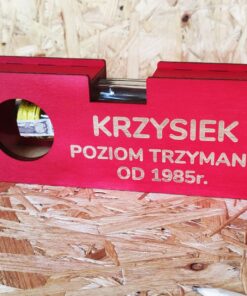 KRZYSIEK
POZIOM TRZYMAN
OD 1985r.